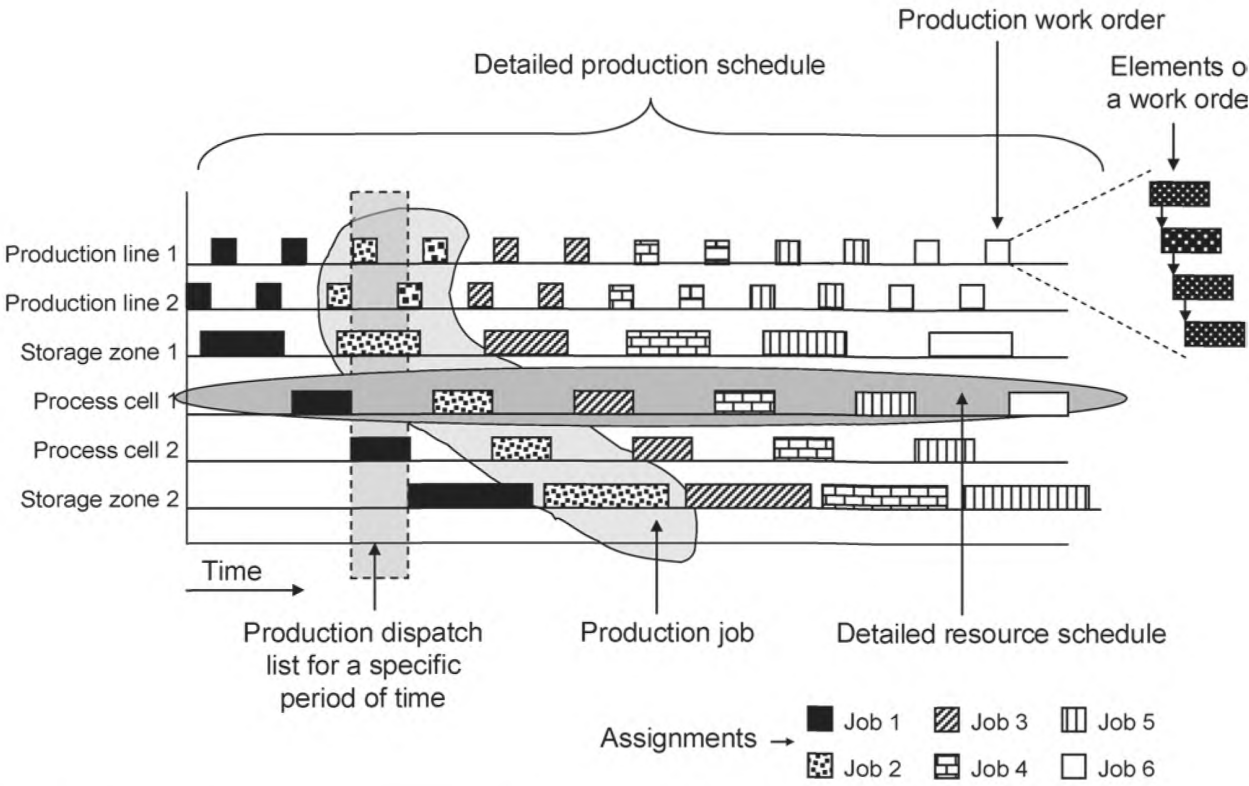 Production work order
Detailed production schedule
Elements o
a work orde
Production line 1
Production line 2
Storage zone 1
Process cell 1
Process cell 2
Storage zone 2
Time
Production dispatch
list for a specific
period of time
Production job
Detailed resource schedule
Assignments
Job 1
Job 3
Job 5
Job 2
Job 4
Job 6